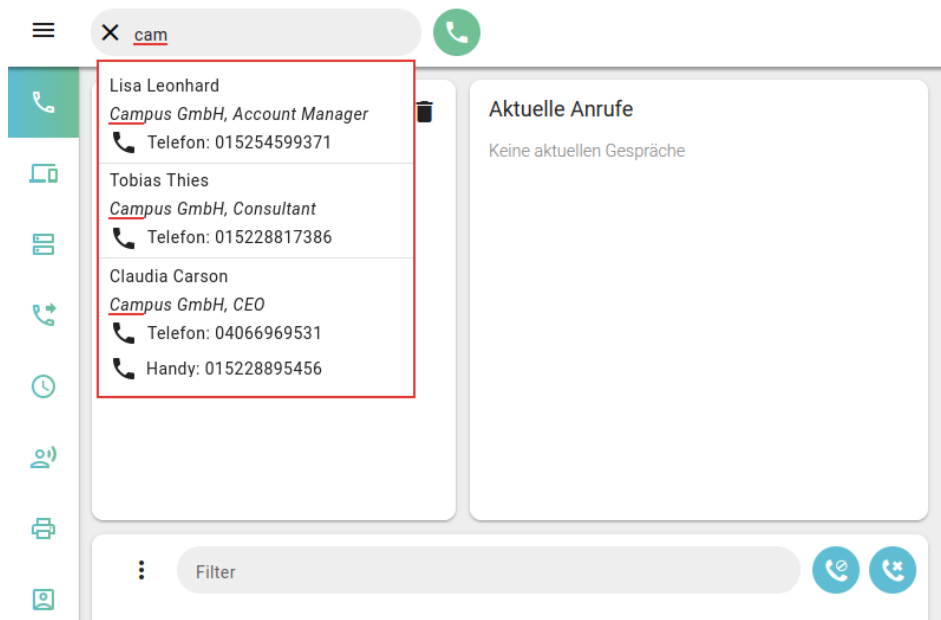 cam
Lisa Leonhard
Campus GmbH, Account Manager
Telefon: 015254599371
Tobias Thies
Campus GmbH, Consultant
Telefon: 015228817386
Claudia Carson
Campus GmbH, CEO
Telefon: 04066969531
Handy: 015228895456
Aktuelle Anrufe
Keine aktuellen Gespräche
Filter